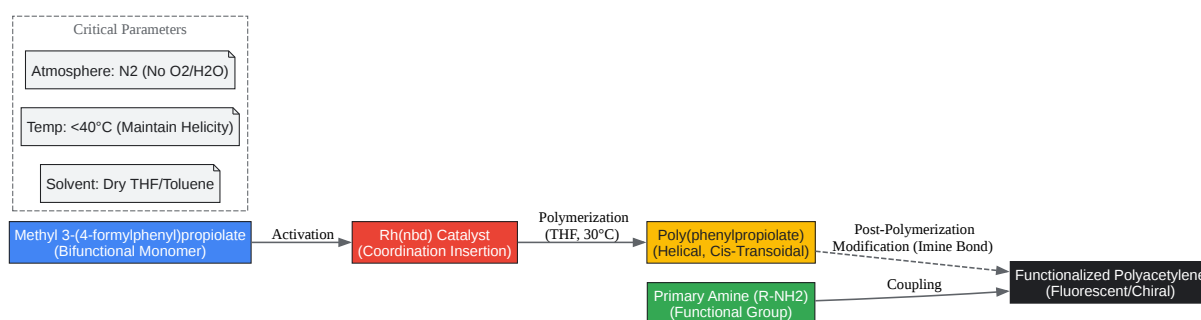 Critical Parameters
Atmosphere: N2 (No O2/H2O)
Temp: <40°C (Maintain Helicity)
Solvent: Dry THF/Toluene
Methyl 3-(4-formylphenyl)propiolate
(Bifunctional Monomer)
Activation
Rh(nbd) Catalyst
(Coordination Insertion)
Polymerization
(THF, 30°C)
Poly(phenylpropiolate)
(Helical, Cis-Transoidal)
Post-Polymerization
Modification (Imine Bond)
Primary Amine (R-NH2)
(Functional Group)
Coupling
Functionalized Polyacetylene
(Fluorescent/Chiral)